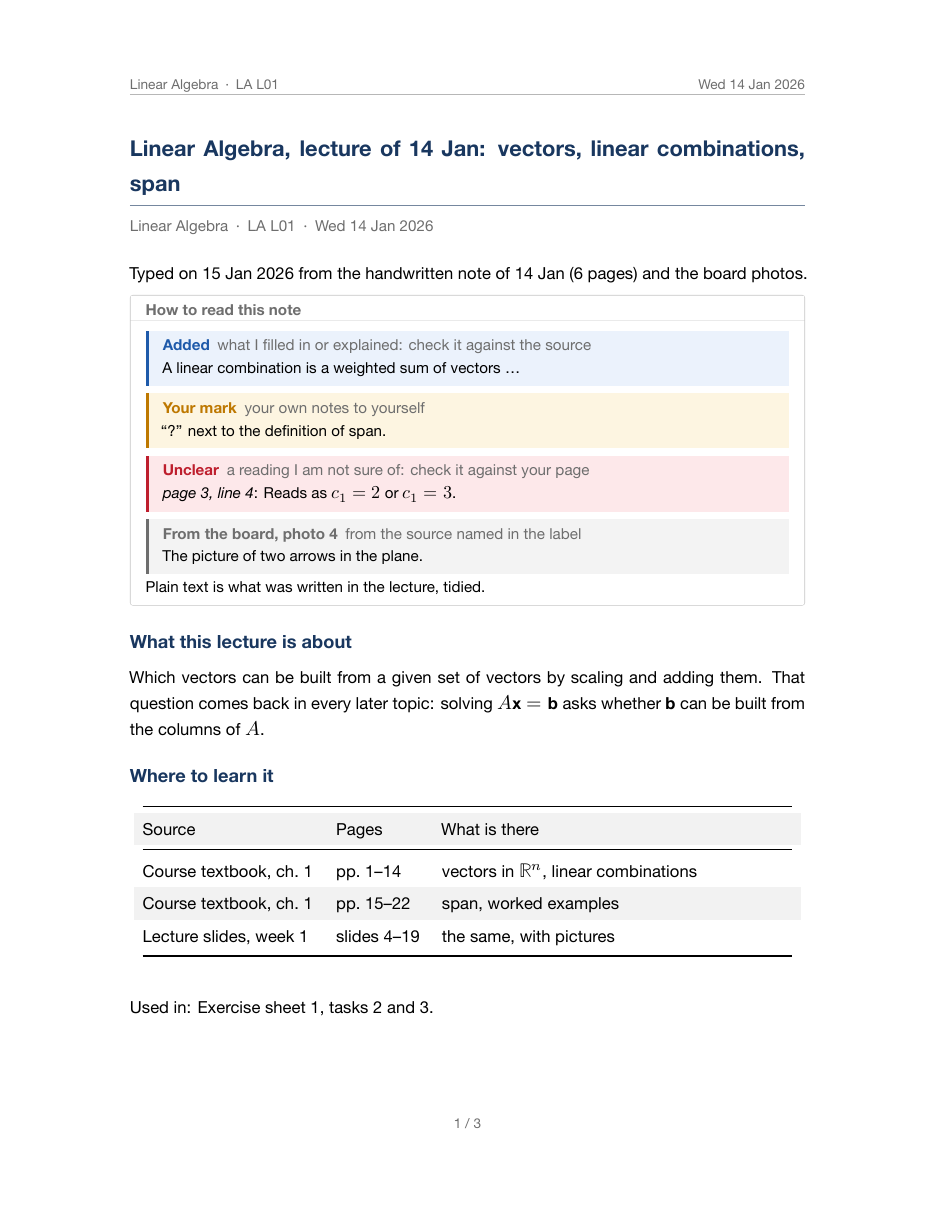 Linear Algebra · LA L01 Wed 14 Jan 2026
Linear Algebra, lecture of 14 Jan: vectors, linear combinations,
span
Linear Algebra · LA L01 · Wed 14 Jan 2026
Typed on 15 Jan 2026 from the handwritten note of 14 Jan (6 pages) and the board photos.
How to read this note
Added what I filled in or explained: check it against the source
A linear combination is a weighted sum of vectors …
Your mark your own notes to yourself
“?” next to the definition of span.
Unclear a reading I am not sure of: check it against your page
page 3, line 4: Reads as c₁ = 2 or c₁ = 3.
From the board, photo 4 from the source named in the label
The picture of two arrows in the plane.
Plain text is what was written in the lecture, tidied.
What this lecture is about
Which vectors can be built from a given set of vectors by scaling and adding them. That
question comes back in every later topic: solving Ax = b asks whether b can be built from
the columns of A.
Where to learn it
Source Pages What is there
Course textbook, ch. 1 pp. 1–14 vectors in ℝⁿ, linear combinations
Course textbook, ch. 1 pp. 15–22 span, worked examples
Lecture slides, week 1 slides 4–19 the same, with pictures
Used in: Exercise sheet 1, tasks 2 and 3.
1 / 3